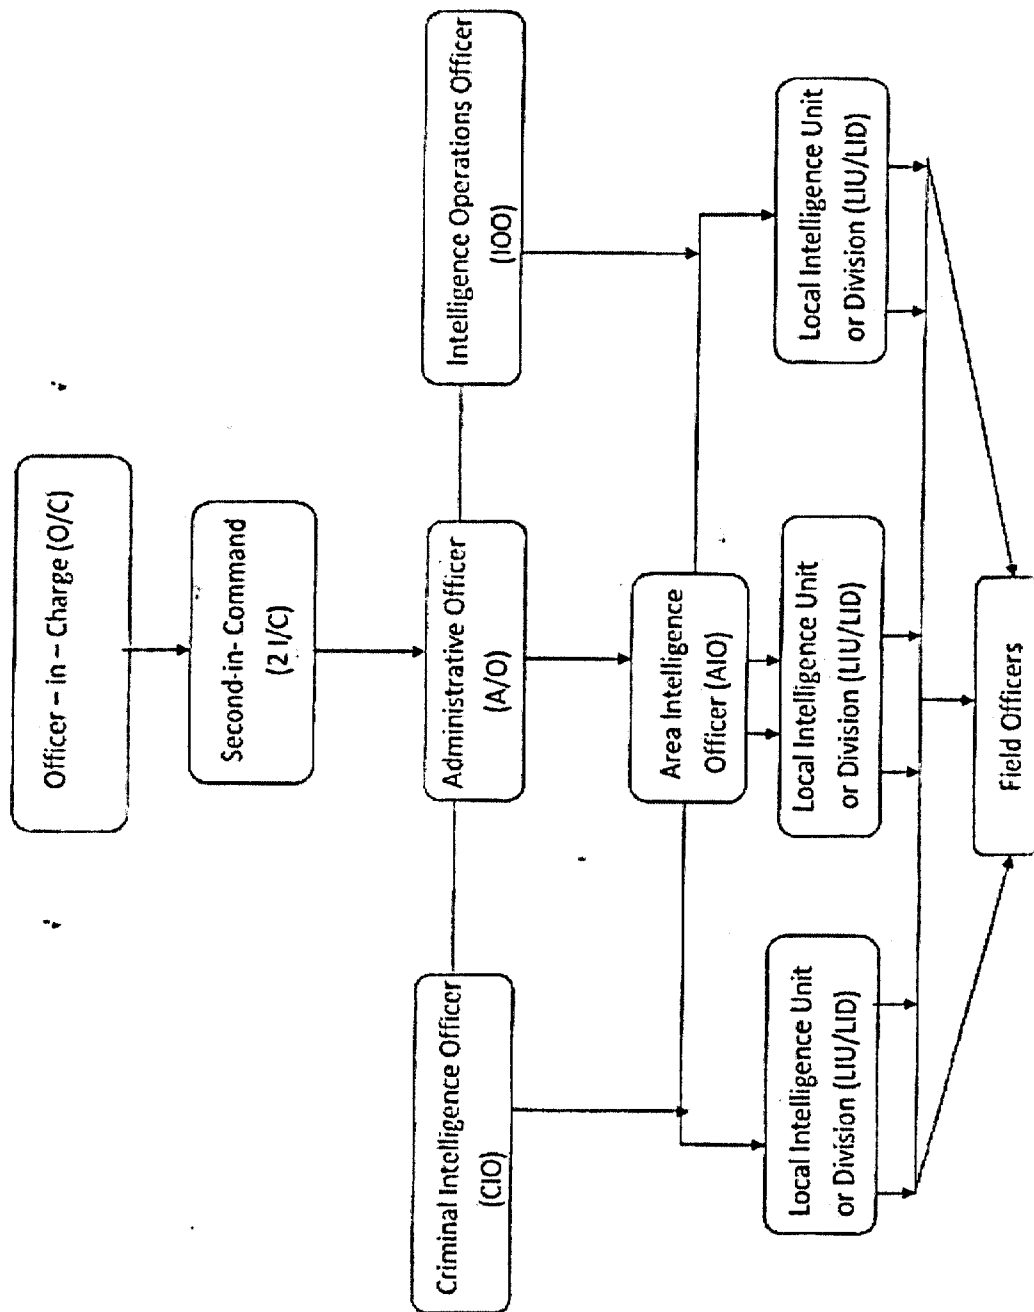 Officer – in – Charge (O/C)
Second-in- Command
(2 I/C)
Criminal Intelligence Officer
(CIO)
Administrative Officer
(A/O)
Intelligence Operations Officer
(IOO)
Area Intelligence
Officer (AIO)
Local Intelligence Unit
or Division (LIU/LID)
Local Intelligence Unit
or Division (LIU/LID)
Local Intelligence Unit
or Division (LIU/LID)
Field Officers